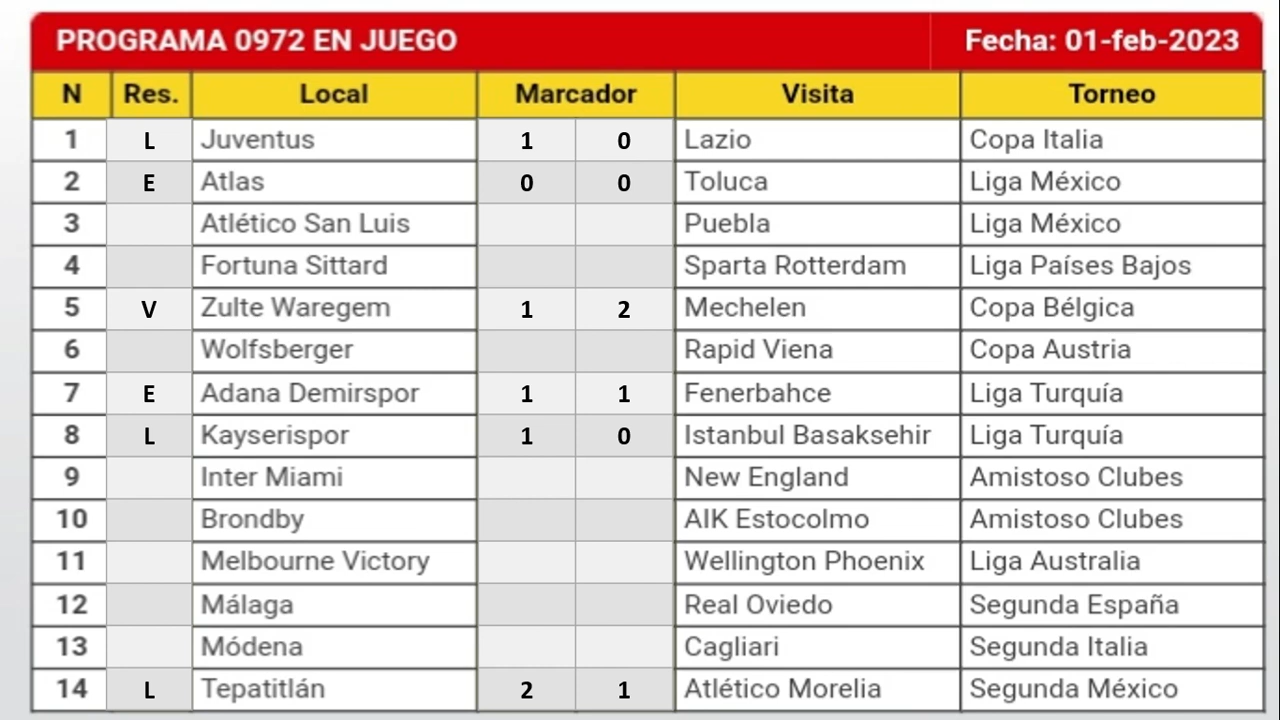 PROGRAMA 0972 EN JUEGO Fecha: 01-feb-2023
N Res. Local Marcador Visita Torneo
1 L Juventus 1 0 Lazio Copa Italia
2 E Atlas 0 0 Toluca Liga México
3 Atlético San Luis Puebla Liga México
4 Fortuna Sittard Sparta Rotterdam Liga Países Bajos
5 V Zulte Waregem 1 2 Mechelen Copa Bélgica
6 Wolfsberger Rapid Viena Copa Austria
7 E Adana Demirspor 1 1 Fenerbahce Liga Turquía
8 L Kayserispor 1 0 Istanbul Basaksehir Liga Turquía
9 Inter Miami New England Amistoso Clubes
10 Brondby AIK Estocolmo Amistoso Clubes
11 Melbourne Victory Wellington Phoenix Liga Australia
12 Málaga Real Oviedo Segunda España
13 Módena Cagliari Segunda Italia
14 L Tepatitlán 2 1 Atlético Morelia Segunda México